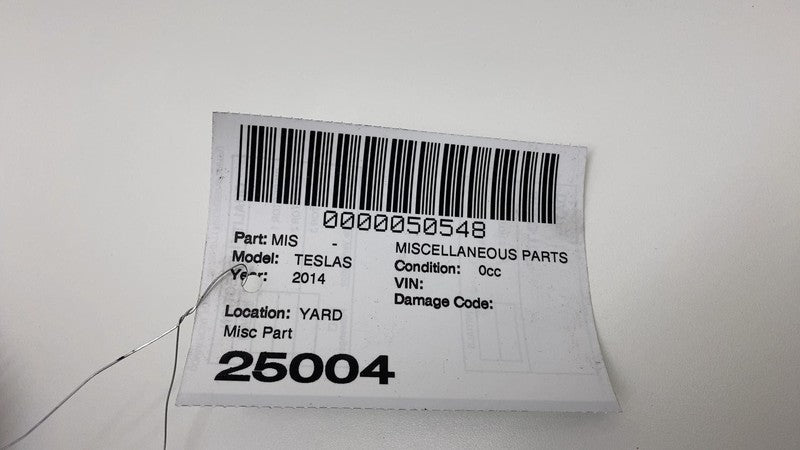 0000050548
Part: MIS - MISCELLANEOUS PARTS
Model: TESLAS Condition: 0cc
Year: 2014 VIN:
Damage Code:
Location: YARD
Misc Part
25004